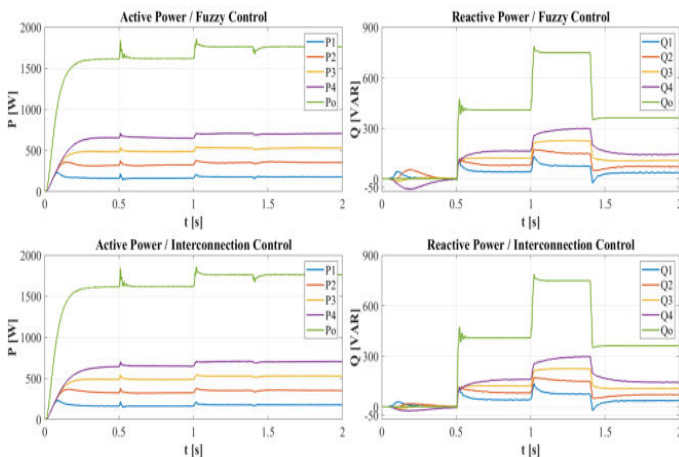 Active Power / Fuzzy Control
2000
1500
1000
500
0
P [W]
0
0.5
1
1.5
2
t [s]
P1
P2
P3
P4
Po
Reactive Power / Fuzzy Control
900
600
300
0
-50
Q [VAR]
0
0.5
1
1.5
2
t [s]
Q1
Q2
Q3
Q4
Qo
Active Power / Interconnection Control
2000
1500
1000
500
0
P [W]
0
0.5
1
1.5
2
t [s]
P1
P2
P3
P4
Po
Reactive Power / Interconnection Control
900
600
300
0
-50
Q [VAR]
0
0.5
1
1.5
2
t [s]
Q1
Q2
Q3
Q4
Qo